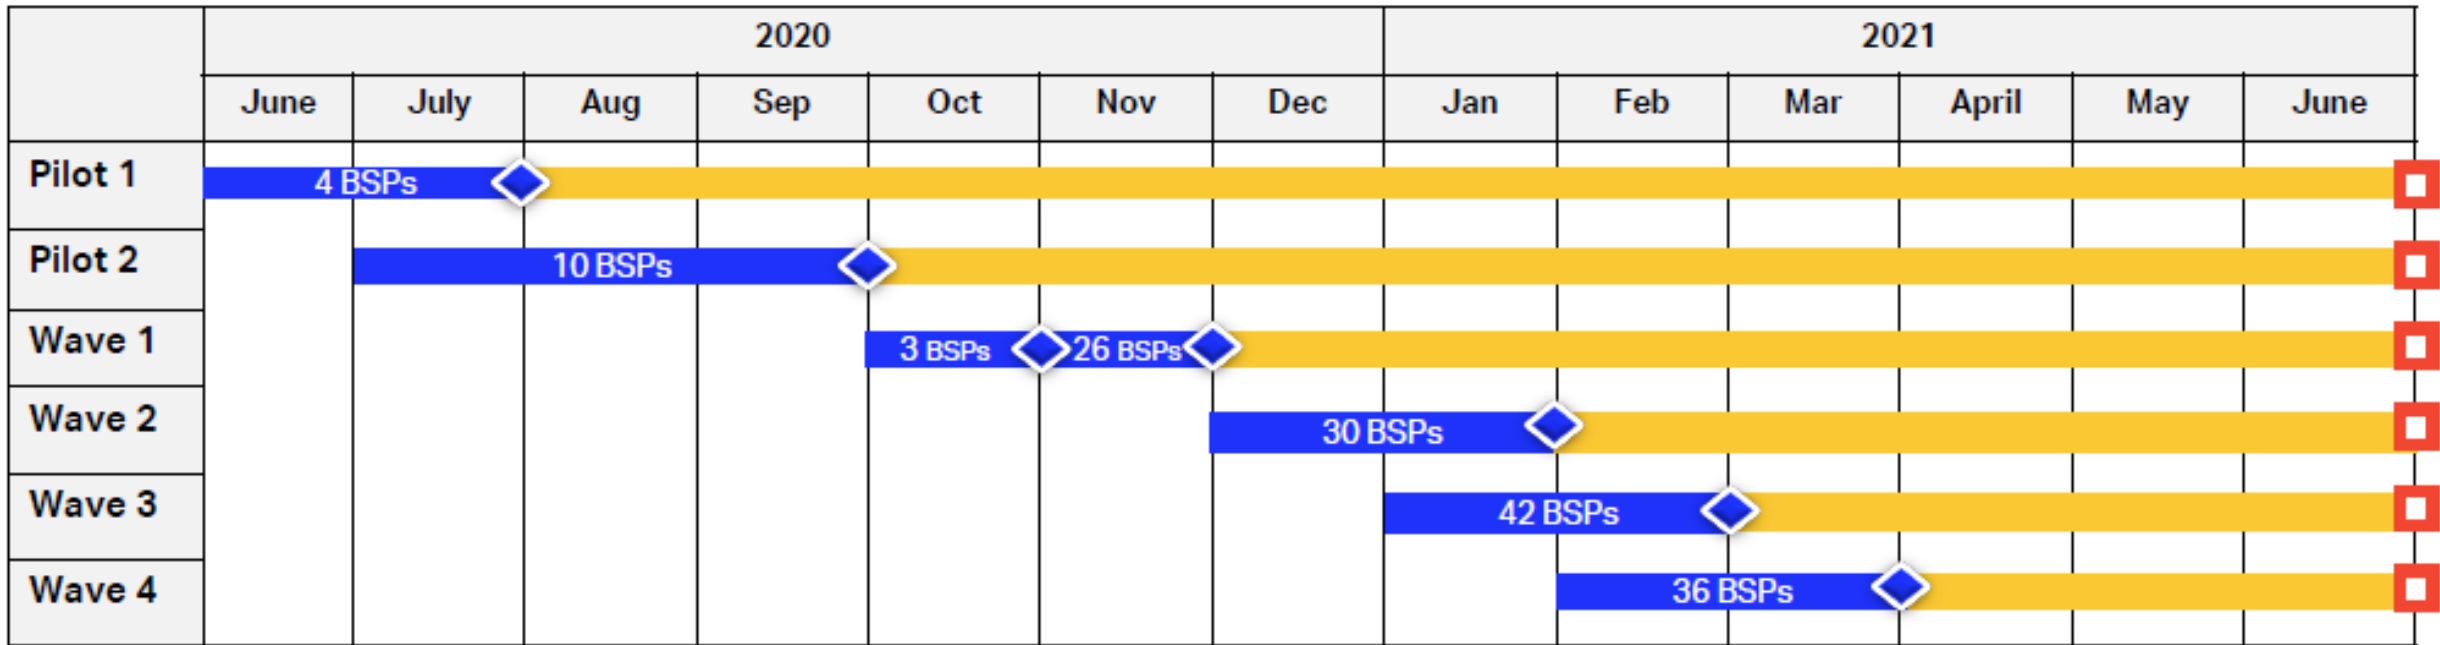 2020 2021
June July Aug Sep Oct Nov Dec Jan Feb Mar April May June
Pilot 1 4 BSPs
Pilot 2 10 BSPs
Wave 1 3 BSPs 26 BSPs
Wave 2 30 BSPs
Wave 3 42 BSPs
Wave 4 36 BSPs